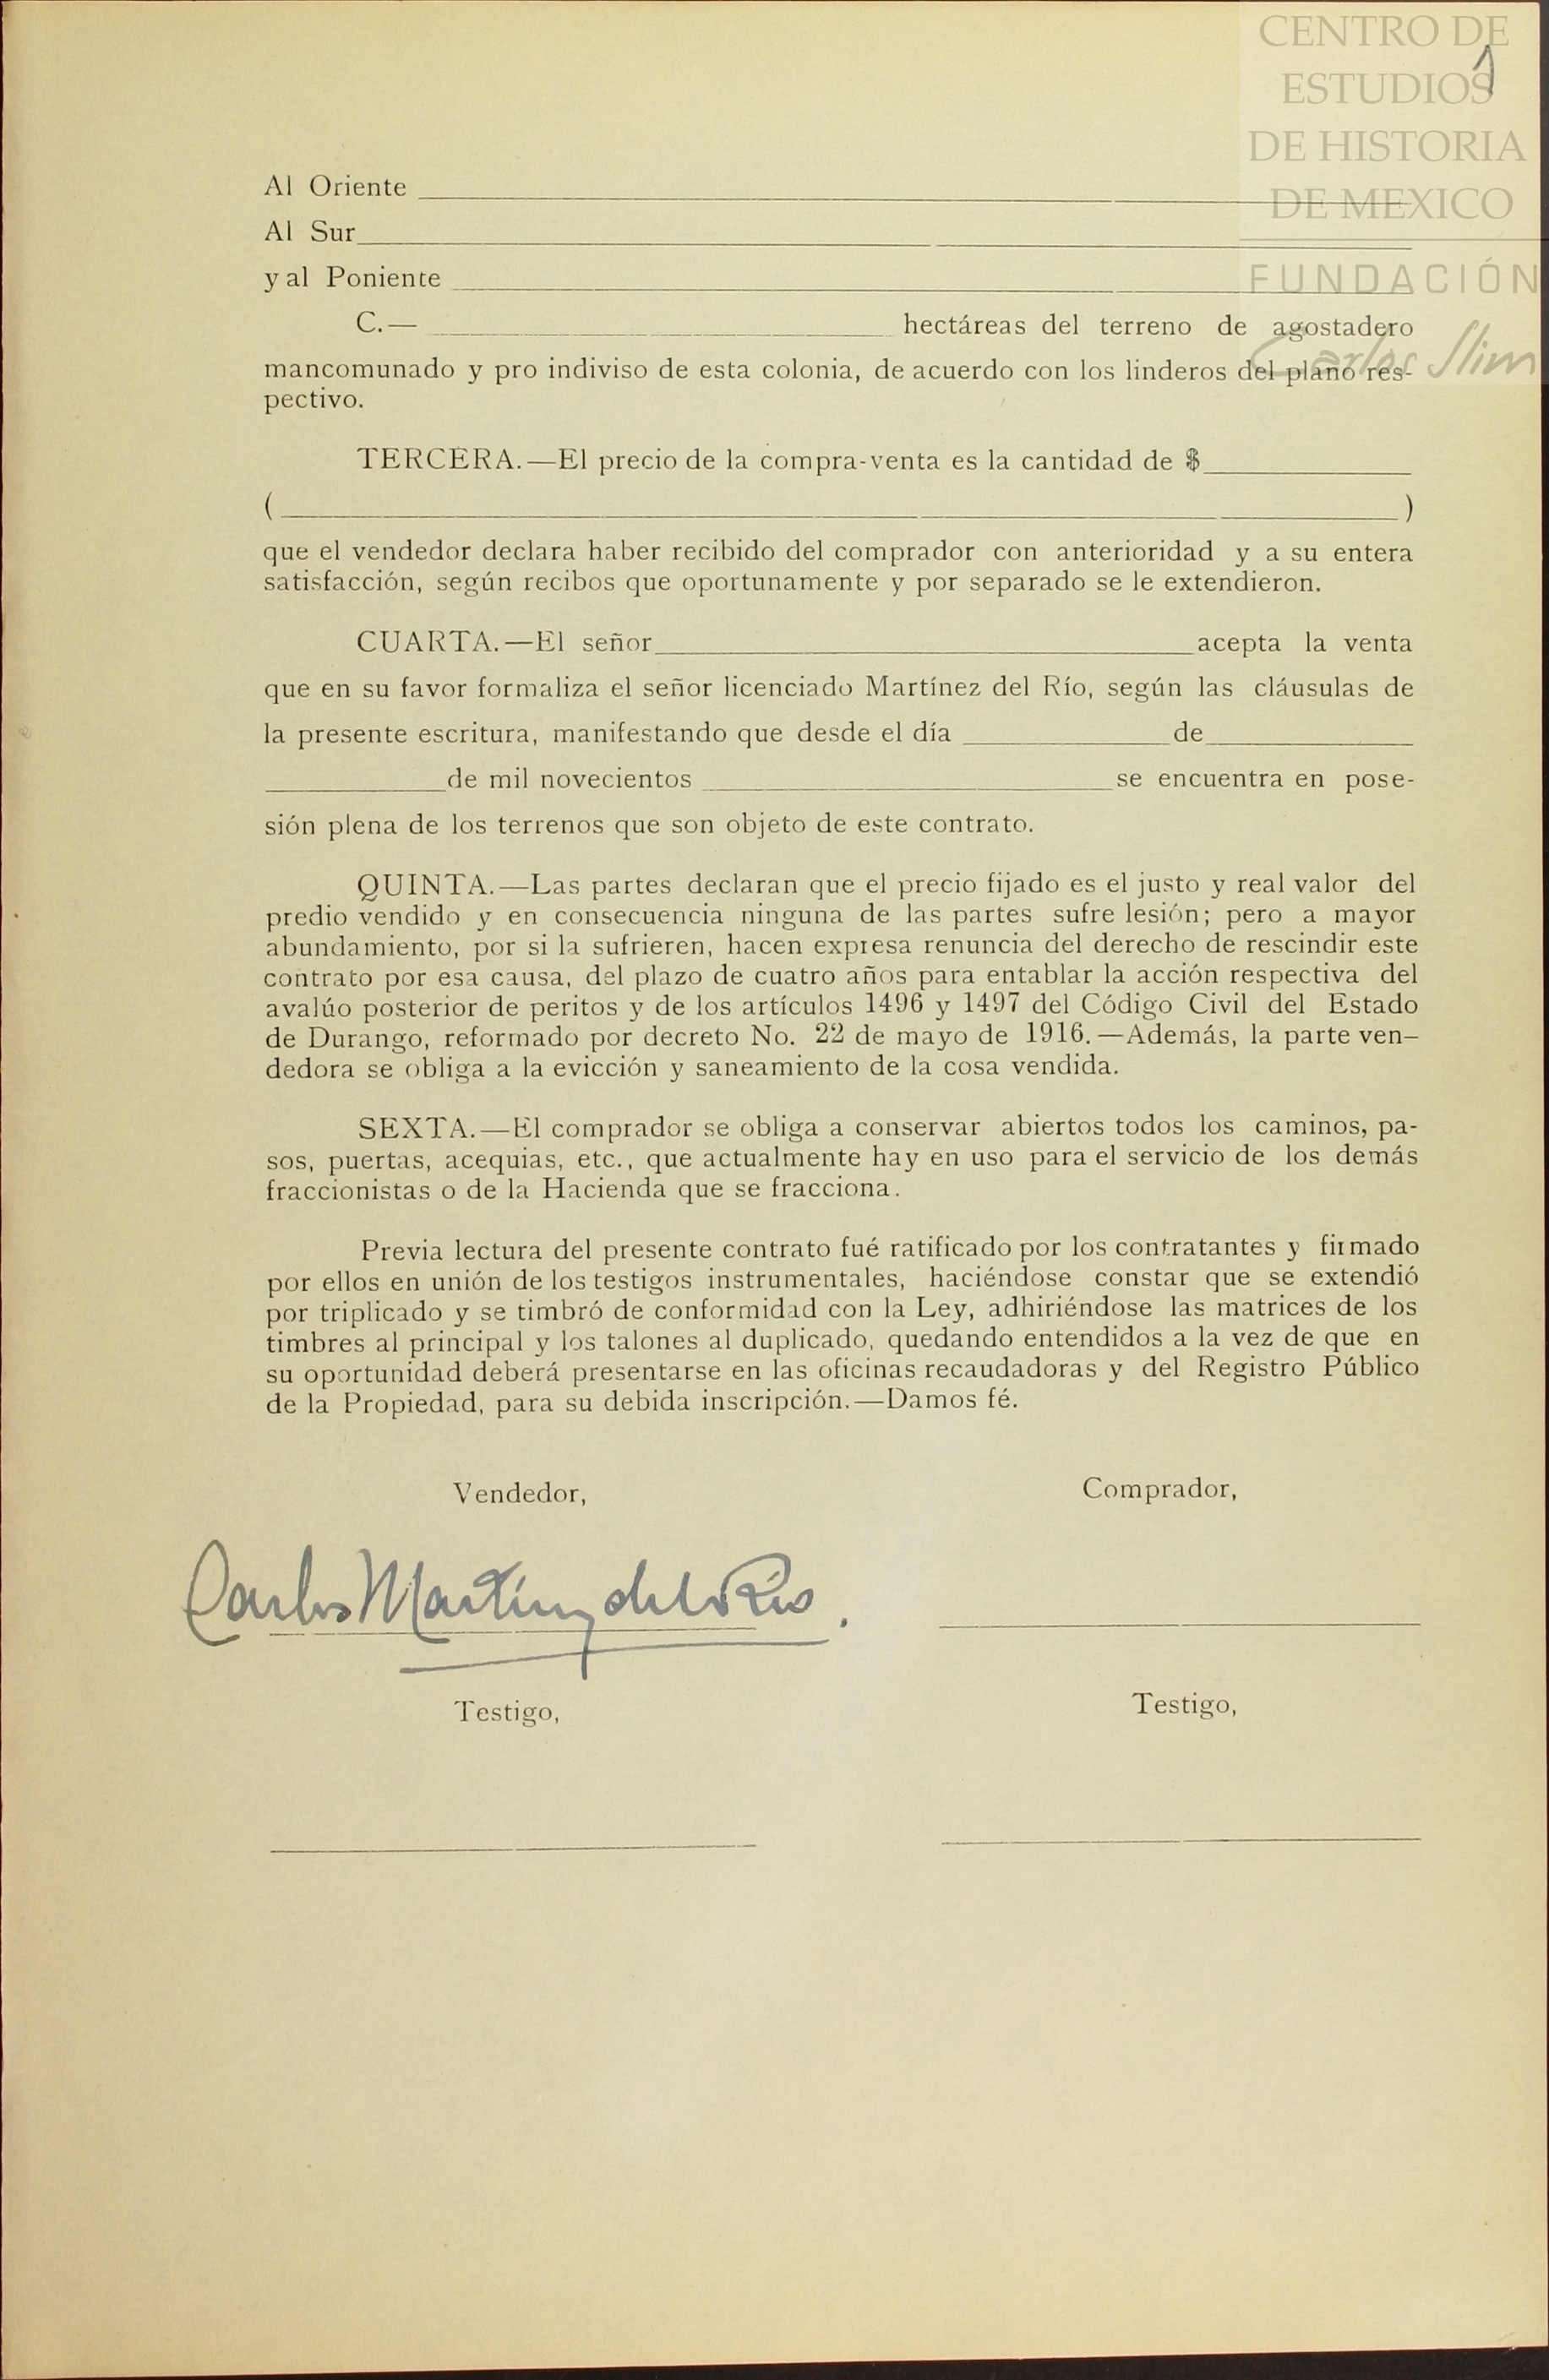 CENTRO DE
ESTUDIOS
1
DE HISTORIA
DE MEXICO
FUNDACIÓN
Carlos Slim
Al Oriente
Al Sur
y al Poniente
C.— hectáreas del terreno de agostadero
mancomunado y pro indiviso de esta colonia, de acuerdo con los linderos del plano res-
pectivo.
TERCERA.—El precio de la compra-venta es la cantidad de $
( )
que el vendedor declara haber recibido del comprador con anterioridad y a su entera
satisfacción, según recibos que oportunamente y por separado se le extendieron.
CUARTA.—El señor acepta la venta
que en su favor formaliza el señor licenciado Martínez del Río, según las cláusulas de
la presente escritura, manifestando que desde el día de
de mil novecientos se encuentra en pose-
sión plena de los terrenos que son objeto de este contrato.
QUINTA.—Las partes declaran que el precio fijado es el justo y real valor del
predio vendido y en consecuencia ninguna de las partes sufre lesión; pero a mayor
abundamiento, por si la sufrieren, hacen expresa renuncia del derecho de rescindir este
contrato por esa causa, del plazo de cuatro años para entablar la acción respectiva del
avalúo posterior de peritos y de los artículos 1496 y 1497 del Código Civil del Estado
de Durango, reformado por decreto No. 22 de mayo de 1916.—Además, la parte ven-
dedora se obliga a la evicción y saneamiento de la cosa vendida.
SEXTA.—El comprador se obliga a conservar abiertos todos los caminos, pa-
sos, puertas, acequias, etc., que actualmente hay en uso para el servicio de los demás
fraccionistas o de la Hacienda que se fracciona.
Previa lectura del presente contrato fué ratificado por los contratantes y firmado
por ellos en unión de los testigos instrumentales, haciéndose constar que se extendió
por triplicado y se timbró de conformidad con la Ley, adhiriéndose las matrices de los
timbres al principal y los talones al duplicado, quedando entendidos a la vez de que en
su oportunidad deberá presentarse en las oficinas recaudadoras y del Registro Público
de la Propiedad, para su debida inscripción.—Damos fé.
Vendedor, Comprador,
Carlos Martínez del Río.
Testigo, Testigo,